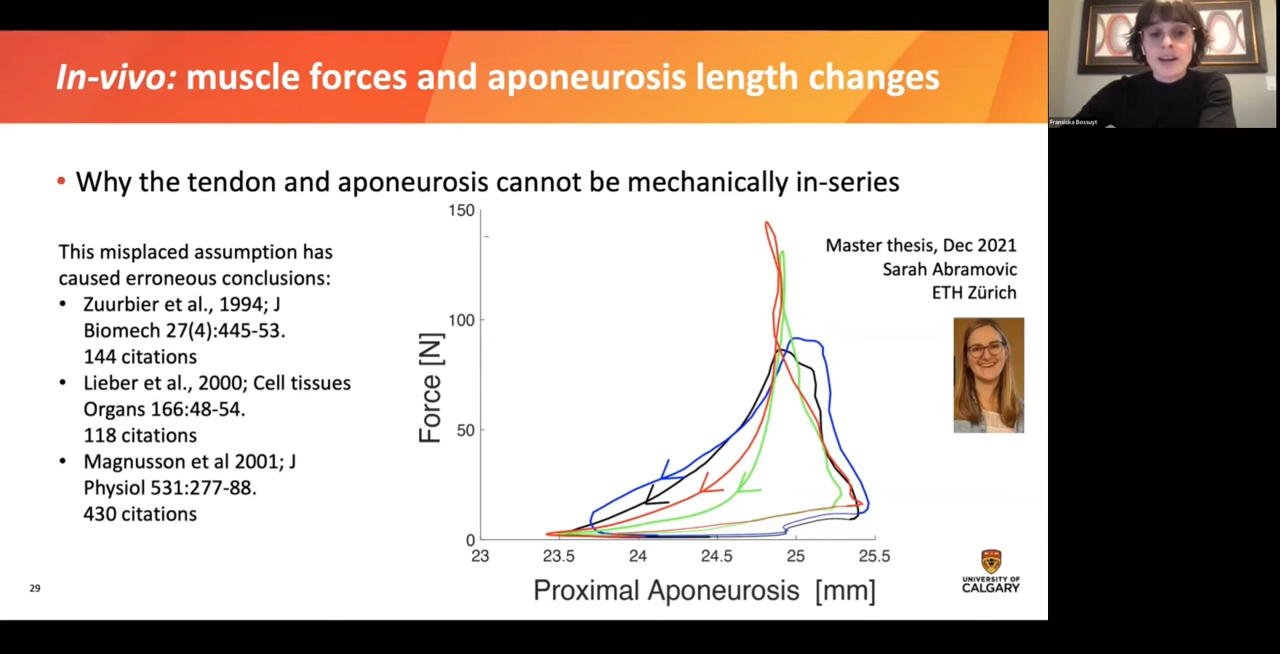 In-vivo: muscle forces and aponeurosis length changes
Fransiska Bossuyt
• Why the tendon and aponeurosis cannot be mechanically in-series
This misplaced assumption has
caused erroneous conclusions:
• Zuurbier et al., 1994; J
Biomech 27(4):445-53.
144 citations
• Lieber et al., 2000; Cell tissues
Organs 166:48-54.
118 citations
• Magnusson et al 2001; J
Physiol 531:277-88.
430 citations
150
100
50
0
Force [N]
23 23.5 24 24.5 25 25.5
Proximal Aponeurosis [mm]
Master thesis, Dec 2021
Sarah Abramovic
ETH Zürich
UNIVERSITY OF
CALGARY
29